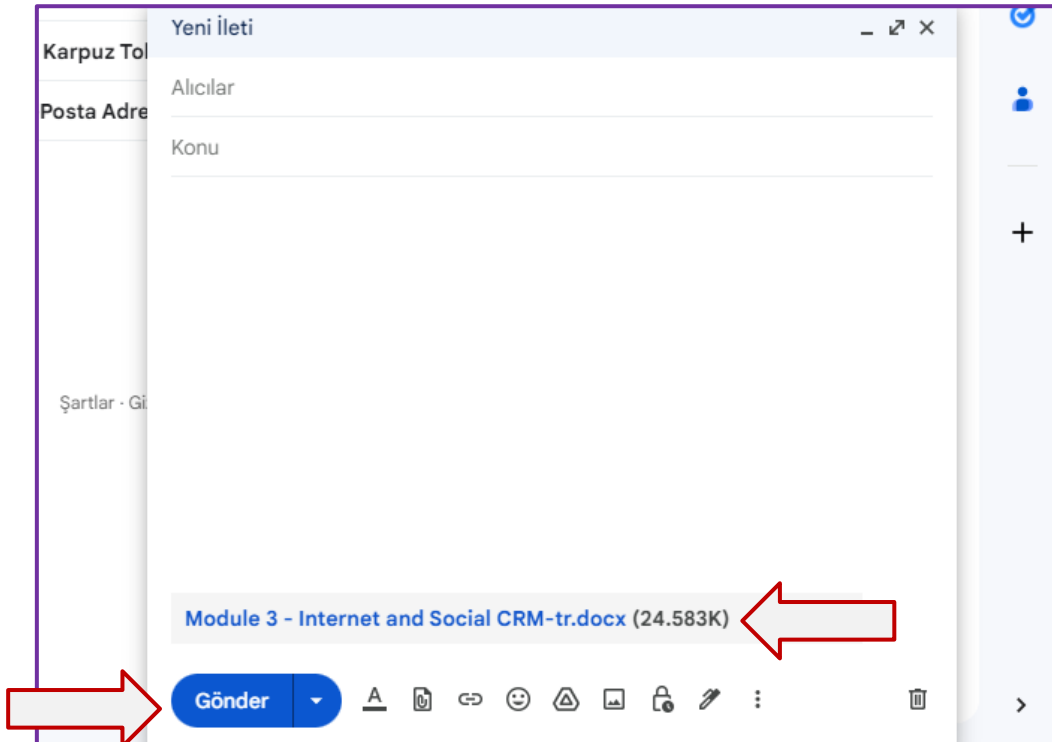 Yeni İleti
Karpuz Tol
Alıcılar
Posta Adre
Konu
Şartlar · Gi
Module 3 - Internet and Social CRM-tr.docx (24.583K)
Gönder